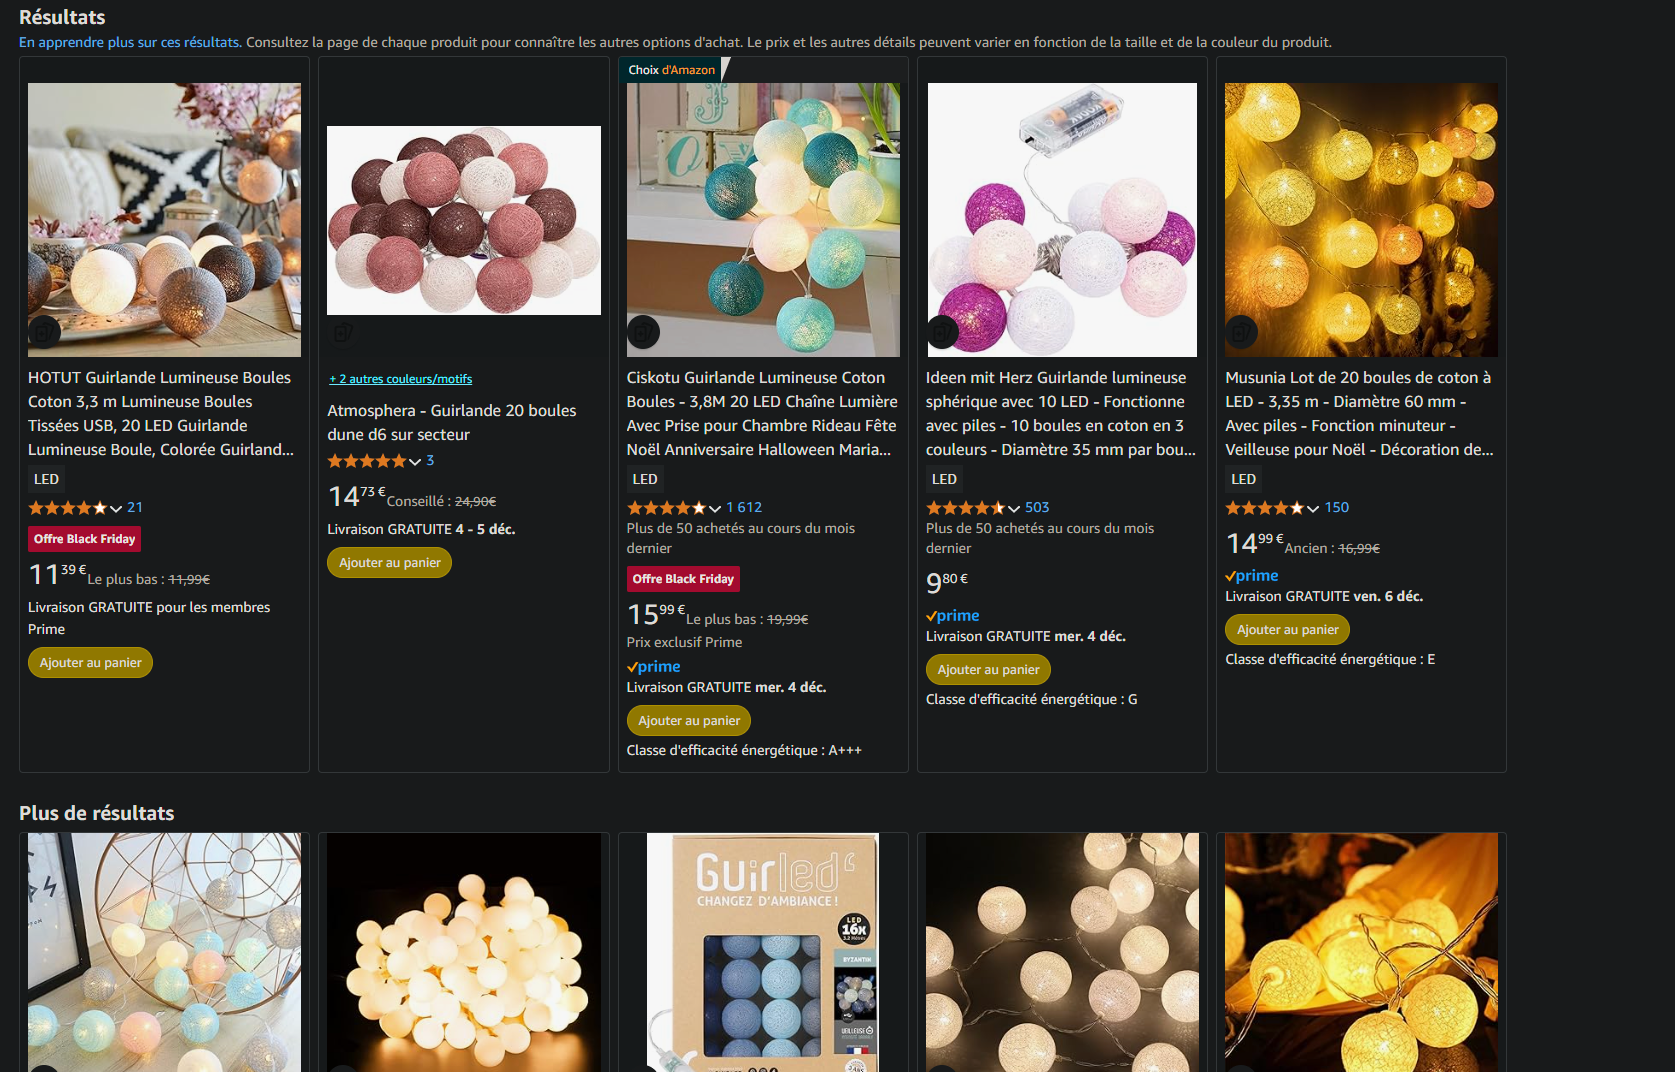 Résultats
En apprendre plus sur ces résultats. Consultez la page de chaque produit pour connaître les autres options d'achat. Le prix et les autres détails peuvent varier en fonction de la taille et de la couleur du produit.
HOTUT Guirlande Lumineuse Boules
Coton 3,3 m Lumineuse Boules
Tissées USB, 20 LED Guirlande
Lumineuse Boule, Colorée Guirland...
LED
21
Offre Black Friday
11,39 € Le plus bas : 11,99€
Livraison GRATUITE pour les membres
Prime
Ajouter au panier
+ 2 autres couleurs/motifs
Atmosphera - Guirlande 20 boules
dune d6 sur secteur
3
14,73 € Conseillé : 24,90€
Livraison GRATUITE 4 - 5 déc.
Ajouter au panier
Choix d'Amazon
Ciskotu Guirlande Lumineuse Coton
Boules - 3,8M 20 LED Chaîne Lumière
Avec Prise pour Chambre Rideau Fête
Noël Anniversaire Halloween Maria...
LED
1 612
Plus de 50 achetés au cours du mois
dernier
Offre Black Friday
15,99 € Le plus bas : 19,99€
Prix exclusif Prime
prime
Livraison GRATUITE mer. 4 déc.
Ajouter au panier
Classe d'efficacité énergétique : A+++
Ideen mit Herz Guirlande lumineuse
sphérique avec 10 LED - Fonctionne
avec piles - 10 boules en coton en 3
couleurs - Diamètre 35 mm par bou...
LED
503
Plus de 50 achetés au cours du mois
dernier
9,80 €
prime
Livraison GRATUITE mer. 4 déc.
Ajouter au panier
Classe d'efficacité énergétique : G
Musunia Lot de 20 boules de coton à
LED - 3,35 m - Diamètre 60 mm -
Avec piles - Fonction minuteur -
Veilleuse pour Noël - Décoration de...
LED
150
14,99 € Ancien : 16,99€
prime
Livraison GRATUITE ven. 6 déc.
Ajouter au panier
Classe d'efficacité énergétique : E
Plus de résultats
Guirled
CHANGEZ D'AMBIANCE !
LED
16x
3.2 Mètres
BYZANTIN
VEILLEUSE